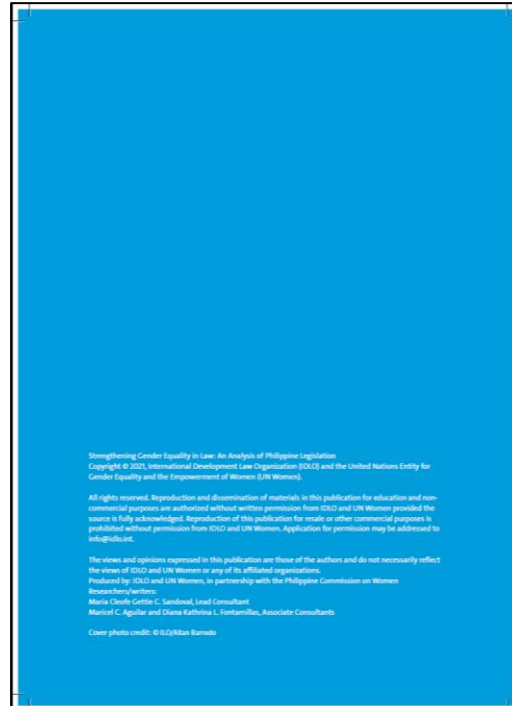 Strengthening Gender Equality in Law: An Analysis of Philippine Legislation
Copyright © 2021, International Development Law Organization (IDLO) and the United Nations Entity for
Gender Equality and the Empowerment of Women (UN Women).
All rights reserved. Reproduction and dissemination of materials in this publication for education and non-
commercial purposes are authorized without written permission from IDLO and UN Women provided the
source is fully acknowledged. Reproduction of this publication for resale or other commercial purposes is
prohibited without permission from IDLO and UN Women. Application for permission may be addressed to
info@idlo.int.
The views and opinions expressed in this publication are those of the authors and do not necessarily reflect
the views of IDLO and UN Women or any of its affiliated organizations.
Produced by: IDLO and UN Women, in partnership with the Philippine Commission on Women
Researchers/writers:
Maria Cleofe Gettie C. Sandoval, Lead Consultant
Maricel C. Aguilar and Diana Kathrina L. Fontamillas, Associate Consultants
Cover photo credit: © ILO/Allan Barredo